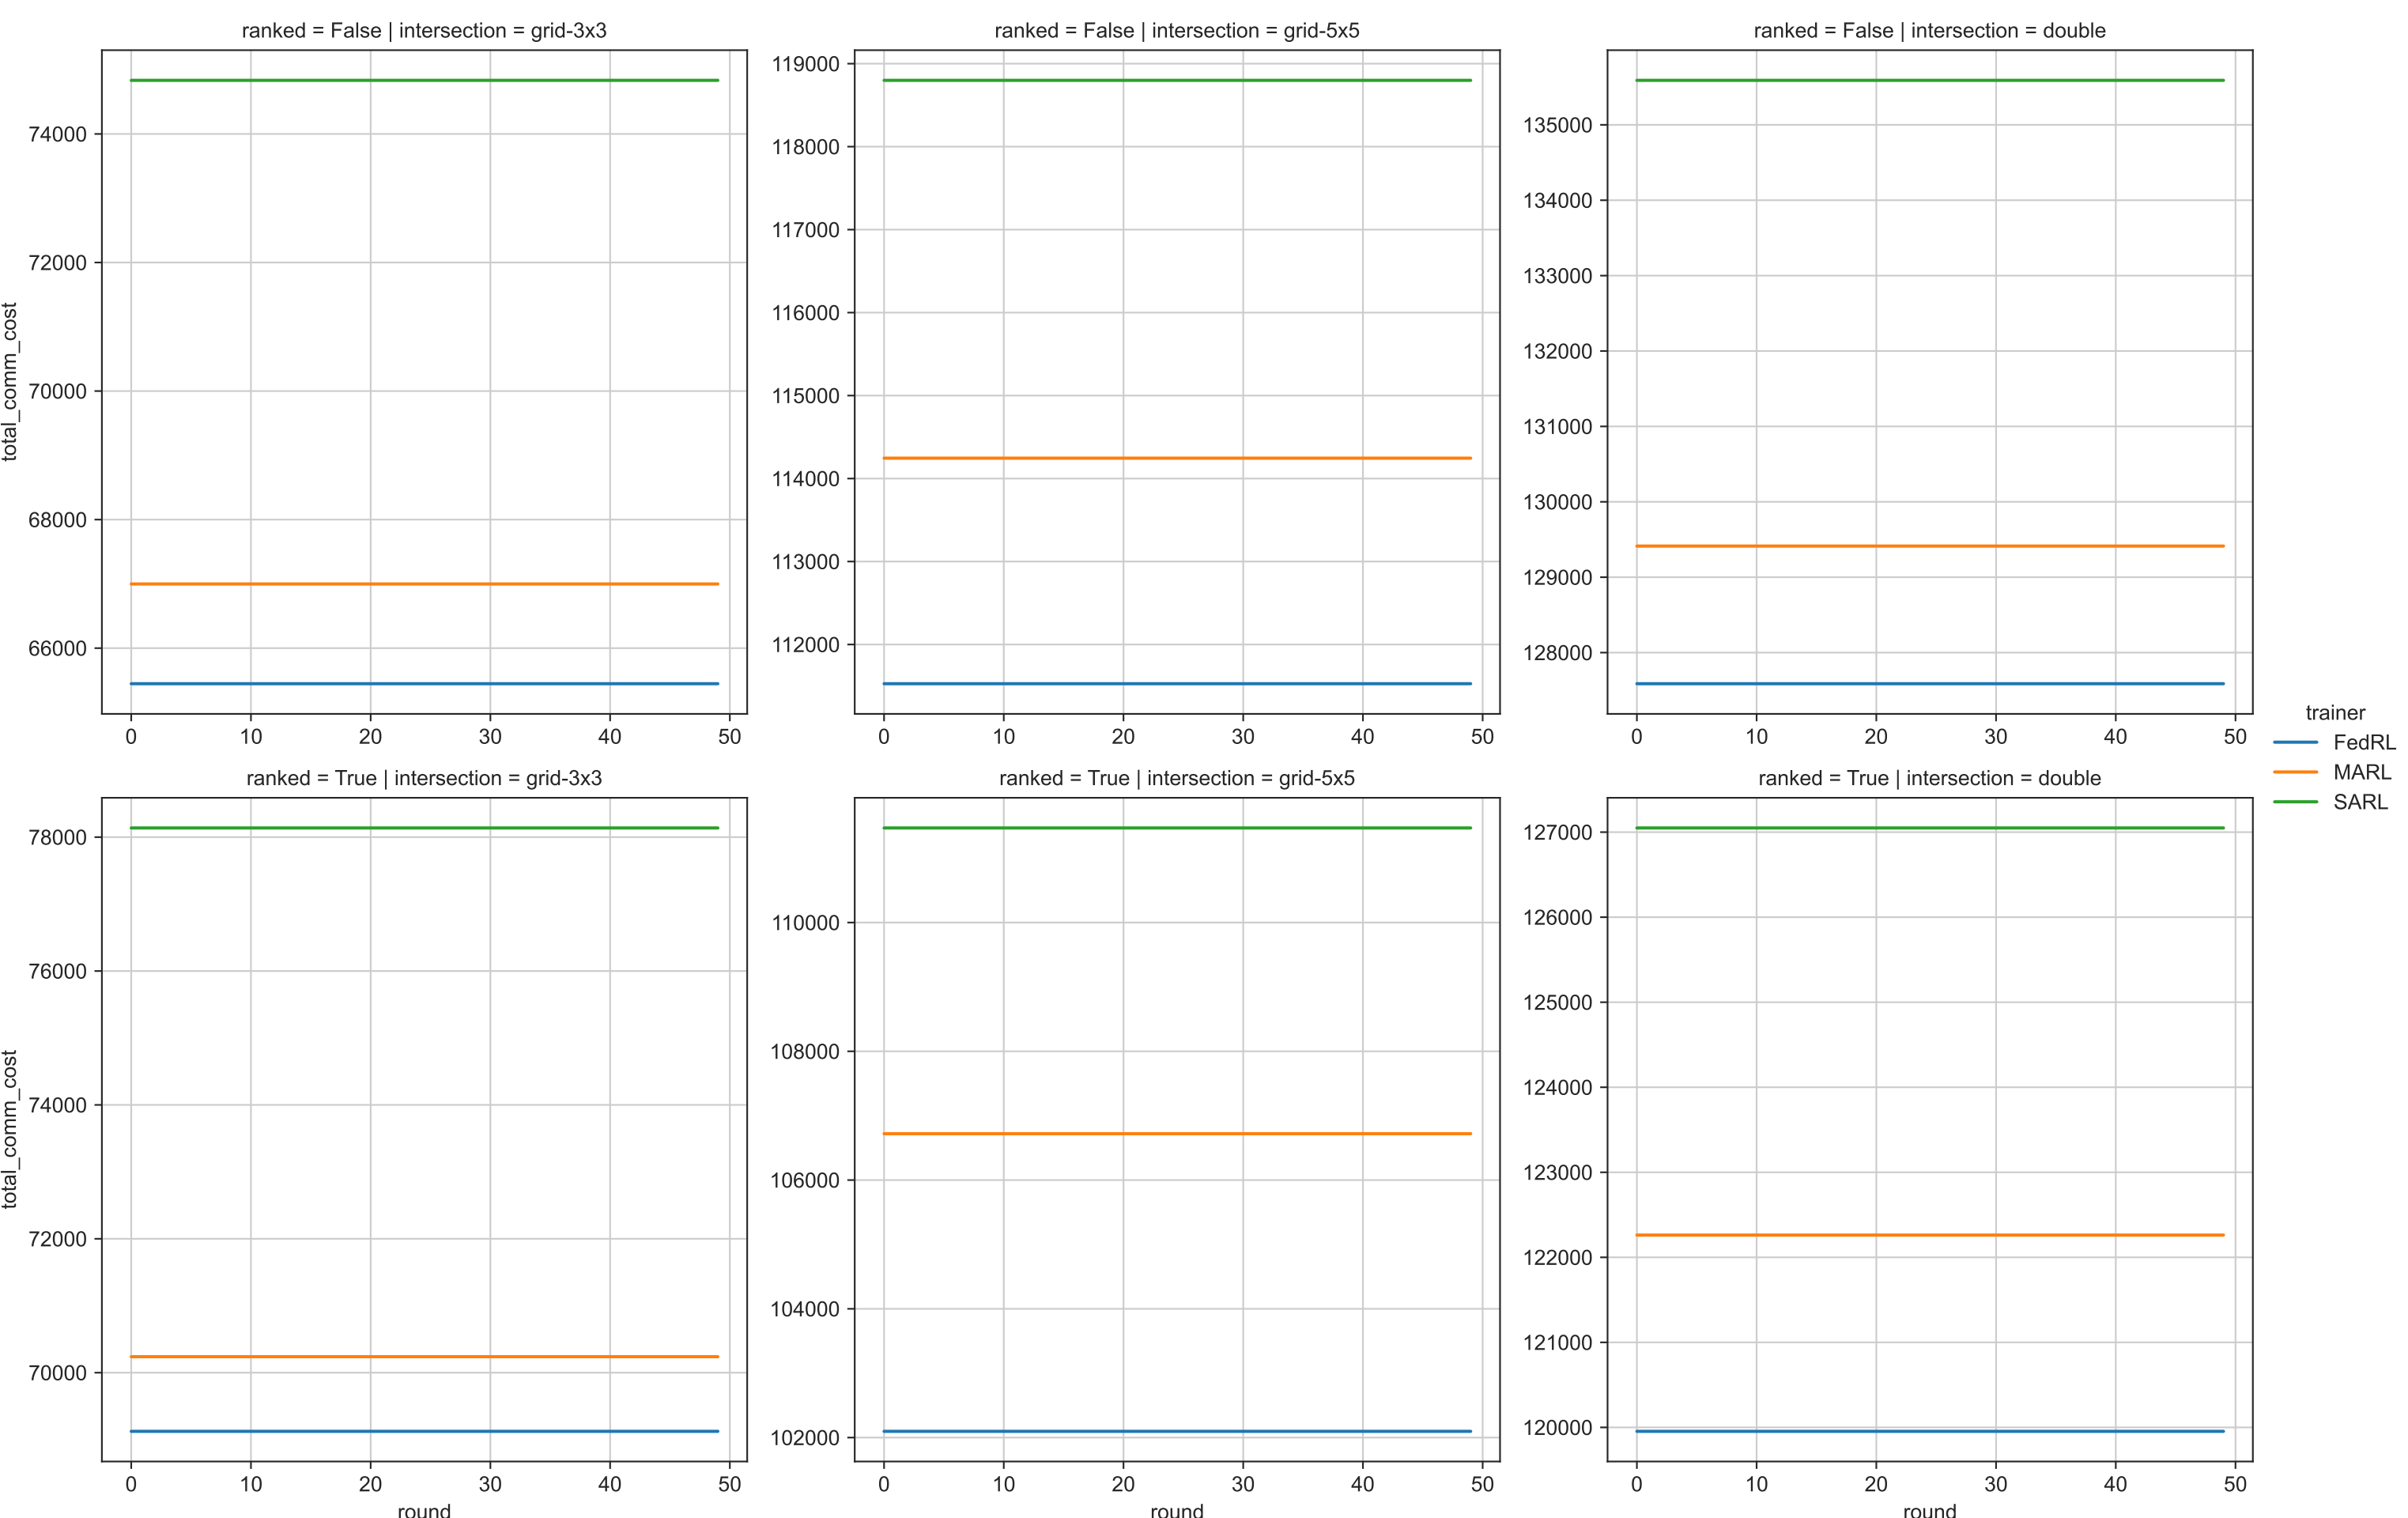 ranked = False | intersection = grid-3x3
ranked = False | intersection = grid-5x5
ranked = False | intersection = double
total_comm_cost
74000
72000
70000
68000
66000
0 10 20 30 40 50
119000
118000
117000
116000
115000
114000
113000
112000
0 10 20 30 40 50
135000
134000
133000
132000
131000
130000
129000
128000
0 10 20 30 40 50
trainer
FedRL
MARL
SARL
ranked = True | intersection = grid-3x3
ranked = True | intersection = grid-5x5
ranked = True | intersection = double
total_comm_cost
78000
76000
74000
72000
70000
0 10 20 30 40 50
round
110000
108000
106000
104000
102000
0 10 20 30 40 50
round
127000
126000
125000
124000
123000
122000
121000
120000
0 10 20 30 40 50
round